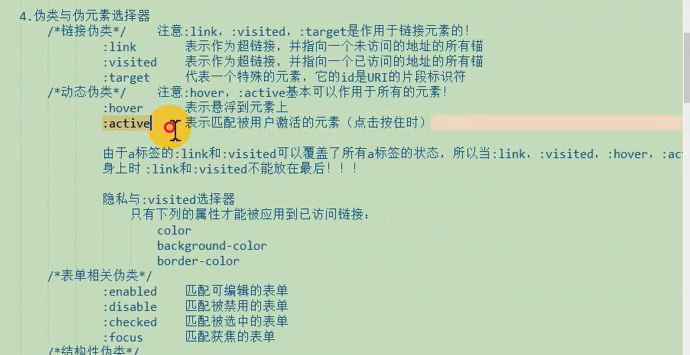 4.伪类与伪元素选择器
/*链接伪类*/ 注意:link，:visited，:target是作用于链接元素的！
:link 表示作为超链接，并指向一个未访问的地址的所有锚
:visited 表示作为超链接，并指向一个已访问的地址的所有锚
:target 代表一个特殊的元素，它的id是URI的片段标识符
/*动态伪类*/ 注意:hover，:active基本可以作用于所有的元素！
:hover 表示悬浮到元素上
:active 表示匹配被用户激活的元素（点击按住时）
由于a标签的:link和:visited可以覆盖了所有a标签的状态，所以当:link，:visited，:hover，:act
身上时 :link和:visited不能放在最后！！！
隐私与:visited选择器
只有下列的属性才能被应用到已访问链接：
color
background-color
border-color
/*表单相关伪类*/
:enabled 匹配可编辑的表单
:disable 匹配被禁用的表单
:checked 匹配被选中的表单
:focus 匹配获焦的表单
/*结构性伪类*/